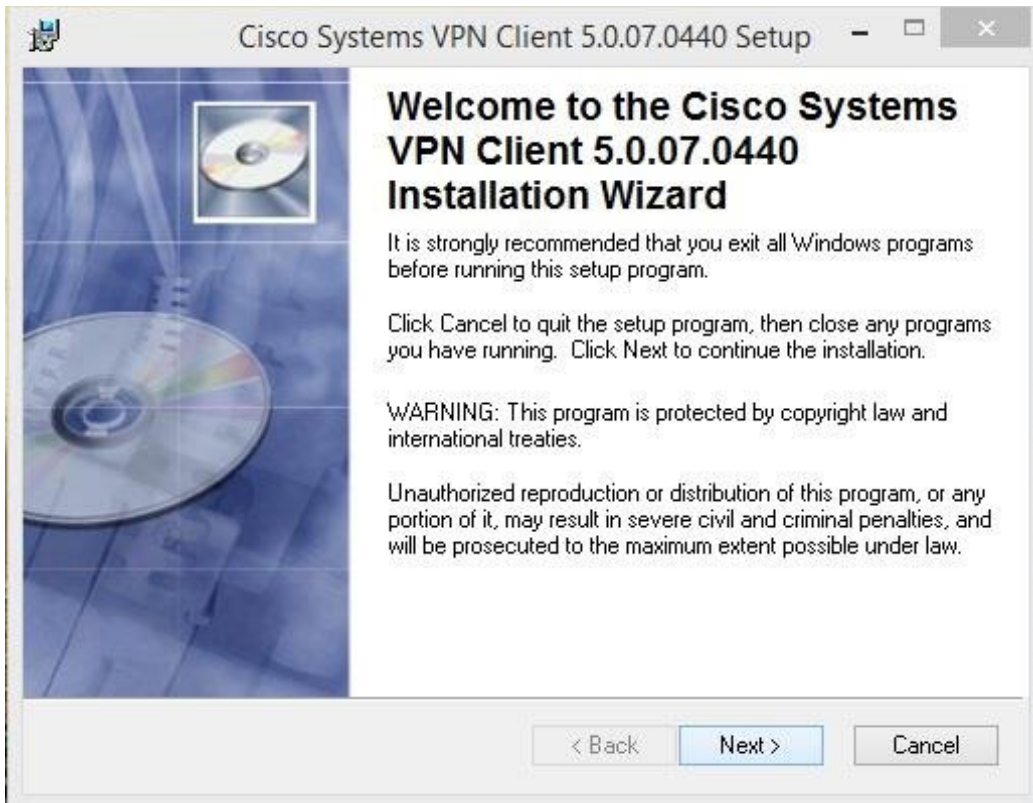 Cisco Systems VPN Client 5.0.07.0440 Setup
Welcome to the Cisco Systems
VPN Client 5.0.07.0440
Installation Wizard
It is strongly recommended that you exit all Windows programs
before running this setup program.
Click Cancel to quit the setup program, then close any programs
you have running.  Click Next to continue the installation.
WARNING: This program is protected by copyright law and
international treaties.
Unauthorized reproduction or distribution of this program, or any
portion of it, may result in severe civil and criminal penalties, and
will be prosecuted to the maximum extent possible under law.
< Back Next > Cancel